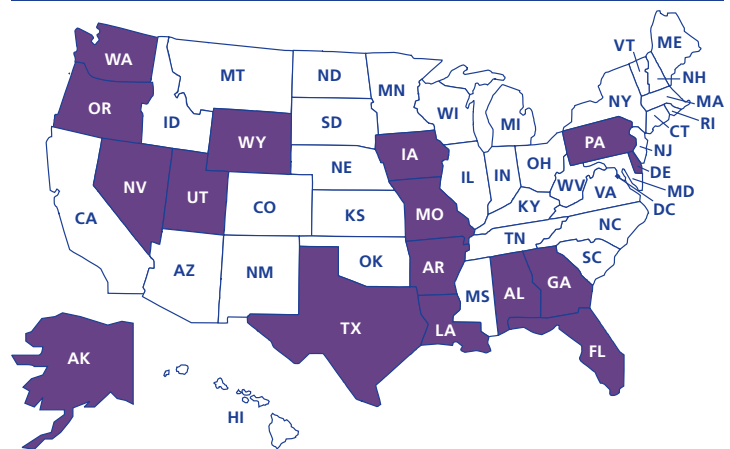 WA
MT
ND
MN
VT
ME
NH
MA
RI
CT
NY
OR
ID
WY
SD
WI
MI
PA
NJ
DE
MD
DC
NV
UT
NE
IA
IL
IN
OH
WV
VA
CA
CO
KS
MO
KY
NC
TN
SC
AZ
NM
OK
AR
MS
AL
GA
TX
LA
FL
AK
HI